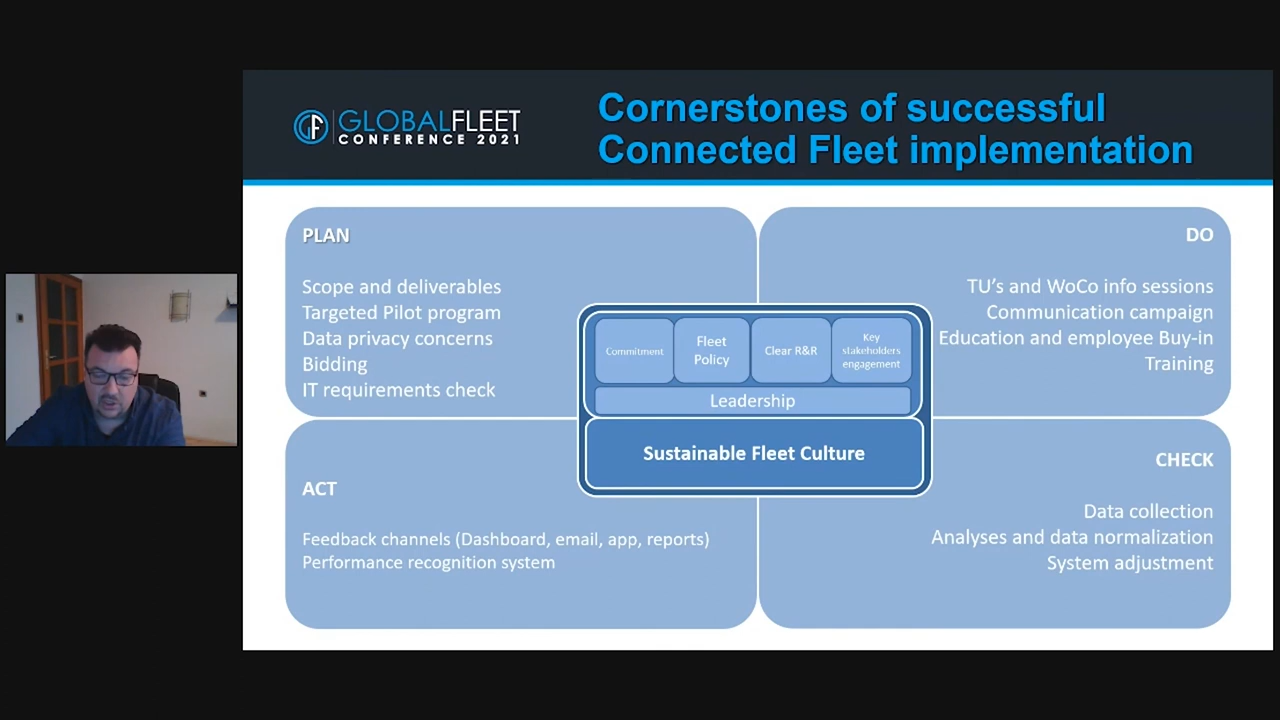 GF GLOBALFLEET
CONFERENCE 2021
Cornerstones of successful
Connected Fleet implementation
PLAN
Scope and deliverables
Targeted Pilot program
Data privacy concerns
Bidding
IT requirements check
DO
TU's and WoCo info sessions
Communication campaign
Education and employee Buy-in
Training
Commitment
Fleet
Policy
Clear R&R
Key
stakeholders
engagement
Leadership
Sustainable Fleet Culture
ACT
Feedback channels (Dashboard, email, app, reports)
Performance recognition system
CHECK
Data collection
Analyses and data normalization
System adjustment